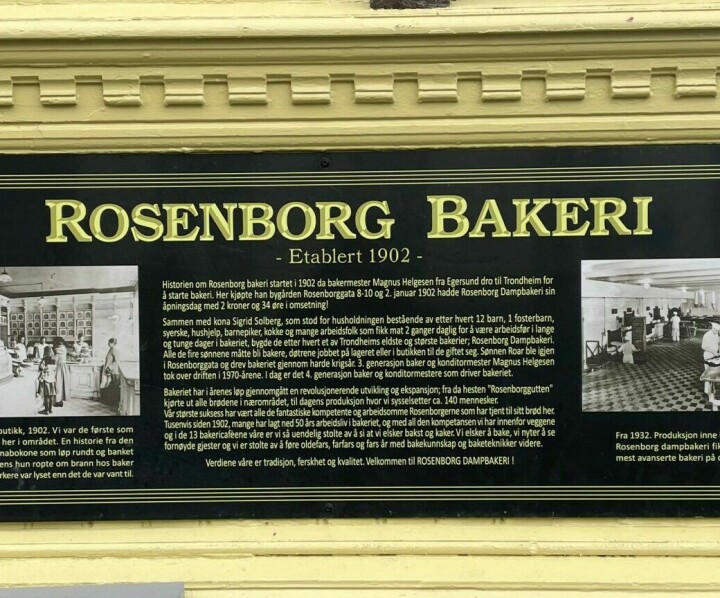 ROSENBORG BAKERI
- Etablert 1902 -
Historien om Rosenborg bakeri startet i 1902 da bakermester Magnus Helgesen fra Egersund dro til Trondheim for
å starte bakeri. Her kjøpte han bygården Rosenborggata 8-10 og 2. januar 1902 hadde Rosenborg Dampbakeri sin
åpningsdag med 2 kroner og 34 øre i omsetning!
Sammen med kona Sigrid Solberg, som stod for husholdningen bestående av etter hvert 12 barn, 1 fosterbarn,
syerske, hushjelp, barnepiker, kokke og mange arbeidsfolk som fikk mat 2 ganger daglig for å være arbeidsfør i lange
og tunge dager i bakeriet, bygde de etter hvert et av Trondheims eldste og største bakerier; Rosenborg Dampbakeri.
Alle de fire sønnene måtte bli bakere, døtrene jobbet på lageret eller i butikken til de giftet seg. Sønnen Roar ble igjen
i Rosenborggata og drev bakeriet gjennom harde krigsår. 3. generasjon baker og konditormester Magnus Helgesen
tok over driften i 1970-årene. I dag er det 4. generasjon baker og konditormestere som driver bakeriet.
Bakeriet har i årenes løp gjennomgått en revolusjonerende utvikling og ekspansjon; fra da hesten "Rosenborggutten"
kjørte ut alle brødene i nærområdet, til dagens produksjon hvor vi sysselsetter ca. 140 mennesker.
Vår største suksess har vært alle de fantastiske kompetente og arbeidsomme Rosenborgerne som har tjent til sitt brød her.
Tusenvis siden 1902, mange har lagt ned 50 års arbeidsliv i bakeriet, og med all den kompetansen vi har innenfor veggene
og i de 13 bakericaféene våre er vi så uendelig stolte av å si at vi elsker bakst og kaker. Vi elsker å bake, vi nyter å se
fornøyde gjester og vi er stolte av å føre oldefars, farfars og fars år med bakekunnskap og baketeknikker videre.
Verdiene våre er tradisjon, ferskhet og kvalitet. Velkommen til ROSENBORG DAMPBAKERI !
butikk, 1902. Vi var de første som
her i området. En historie fra den
nabokone som løp rundt og banket
ens hun ropte om brann hos baker
rkere var lyset enn det de var vant til.
Fra 1932. Produksjon inne
Rosenborg dampbakeri fik
mest avanserte bakeri på